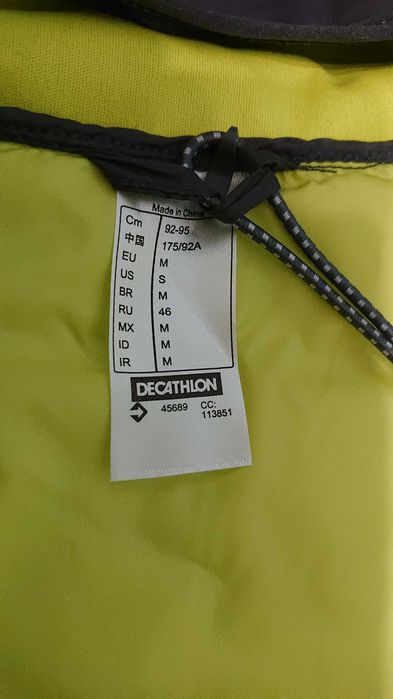 Made in China
Cm 92-95
中国 175/92A
EU M
US S
BR M
RU 46
MX M
ID M
IR M
DECATHLON
45689 CC:
113851